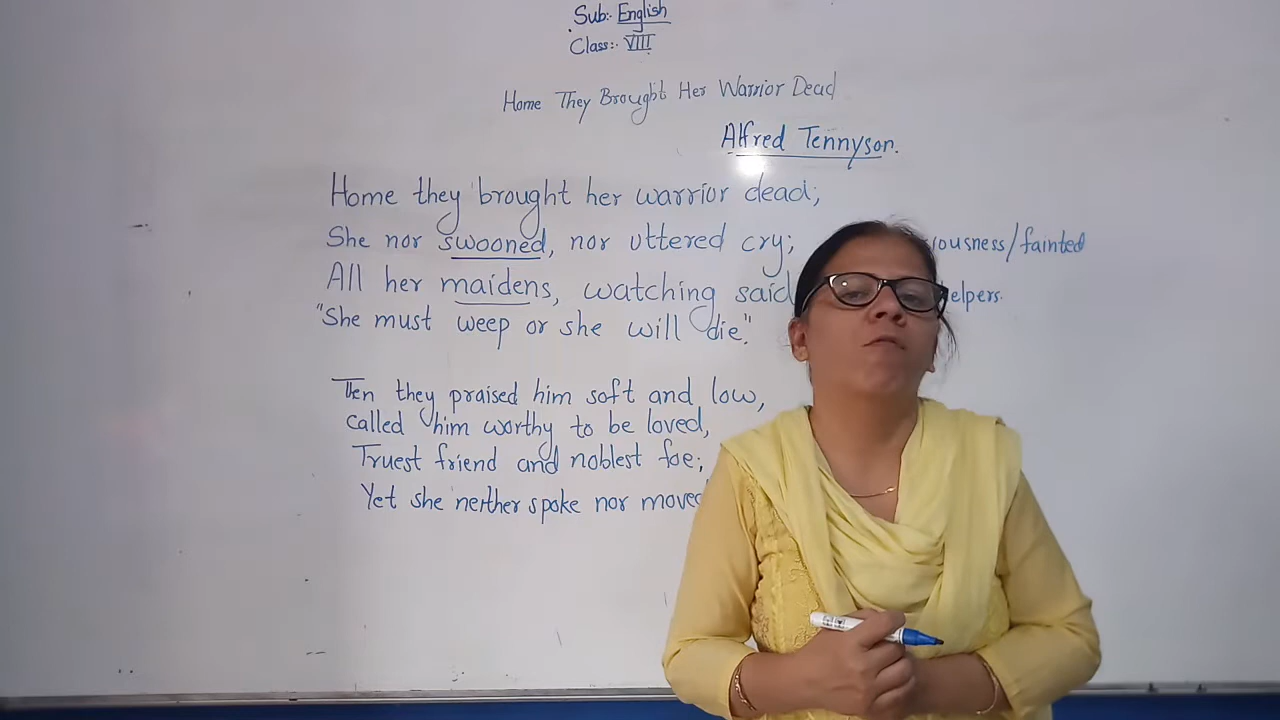 Sub:- English
Class:- VIII
Home They Brought Her Warrior Dead
Alfred Tennyson.
Home they brought her warrior dead;
She nor swooned, nor uttered cry; /fainted
All her maidens, watching said
"She must weep or she will die."
Then they praised him soft and low,
called him worthy to be loved,
Truest friend and noblest foe;
Yet she neither spoke nor moved